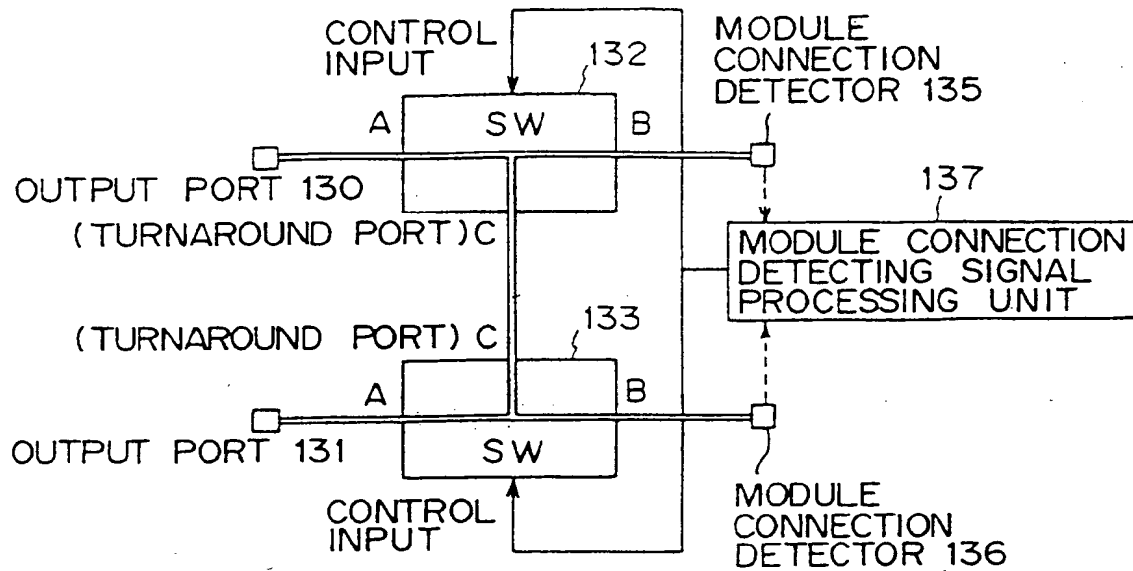 CONTROL INPUT
132
MODULE CONNECTION DETECTOR 135
A
SW
B
OUTPUT PORT 130
(TURNAROUND PORT) C
137
MODULE CONNECTION
DETECTING SIGNAL
PROCESSING UNIT
(TURNAROUND PORT) C
133
A
B
OUTPUT PORT 131
SW
CONTROL INPUT
MODULE CONNECTION DETECTOR 136